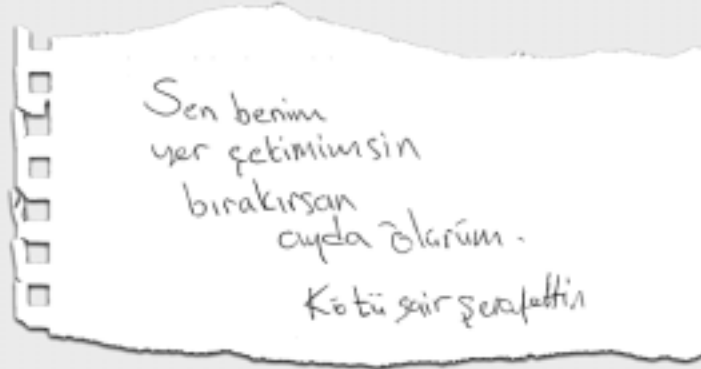 Sen benim
yer çekimimsin
bırakırsan
ayda ölürüm.
Kötü şair Şerafettin